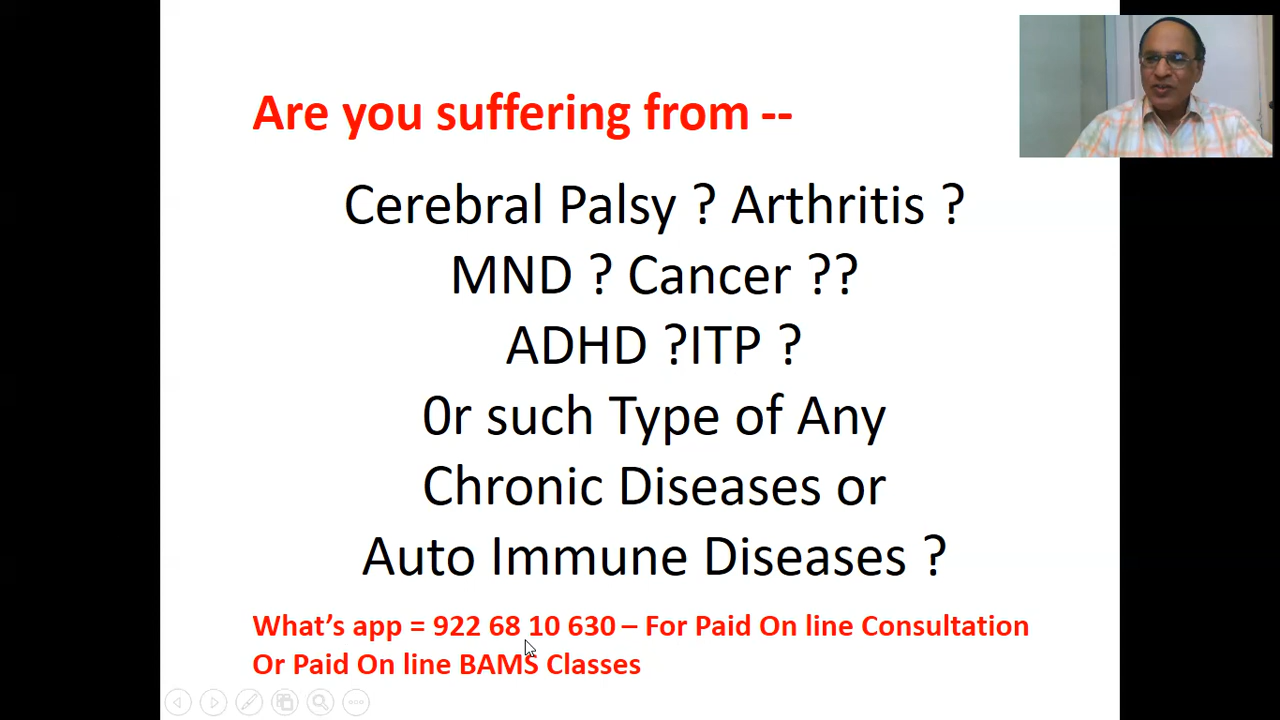 Are you suffering from --
Cerebral Palsy ? Arthritis ?
MND ? Cancer ??
ADHD ?ITP ?
0r such Type of Any
Chronic Diseases or
Auto Immune Diseases ?
What’s app = 922 68 10 630 – For Paid On line Consultation
Or Paid On line BAMS Classes